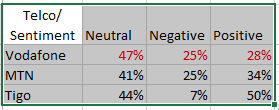 Telco/
Sentiment Neutral Negative Positive
Vodafone 47% 25% 28%
MTN 41% 25% 34%
Tigo 44% 7% 50%